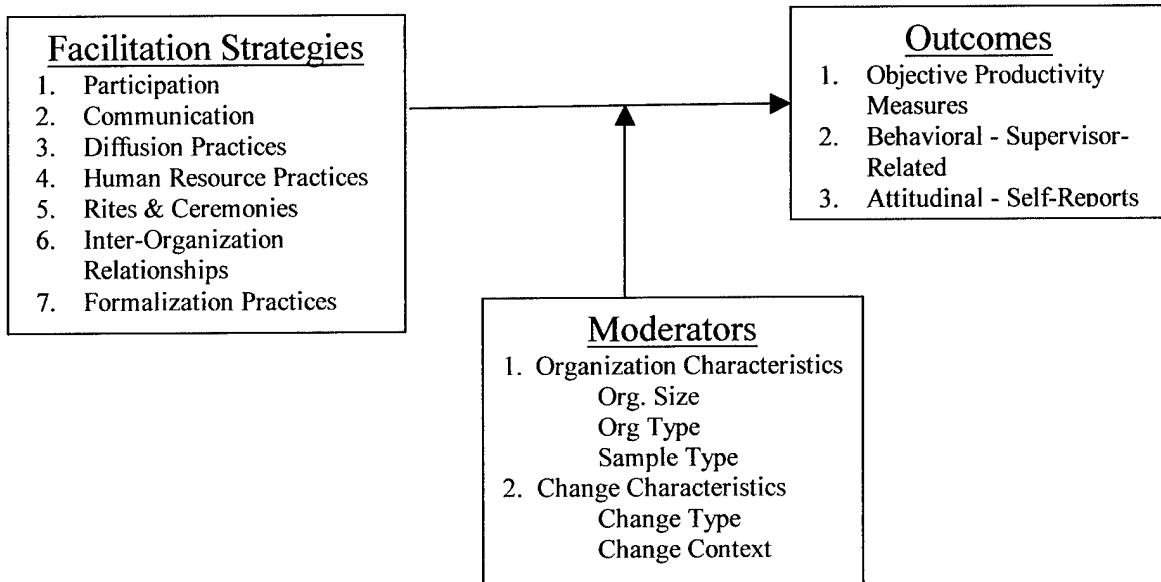 Facilitation Strategies
1. Participation
2. Communication
3. Diffusion Practices
4. Human Resource Practices
5. Rites & Ceremonies
6. Inter-Organization
Relationships
7. Formalization Practices
Outcomes
1. Objective Productivity
Measures
2. Behavioral - Supervisor-
Related
3. Attitudinal - Self-Reports
Moderators
1. Organization Characteristics
Org. Size
Org Type
Sample Type
2. Change Characteristics
Change Type
Change Context